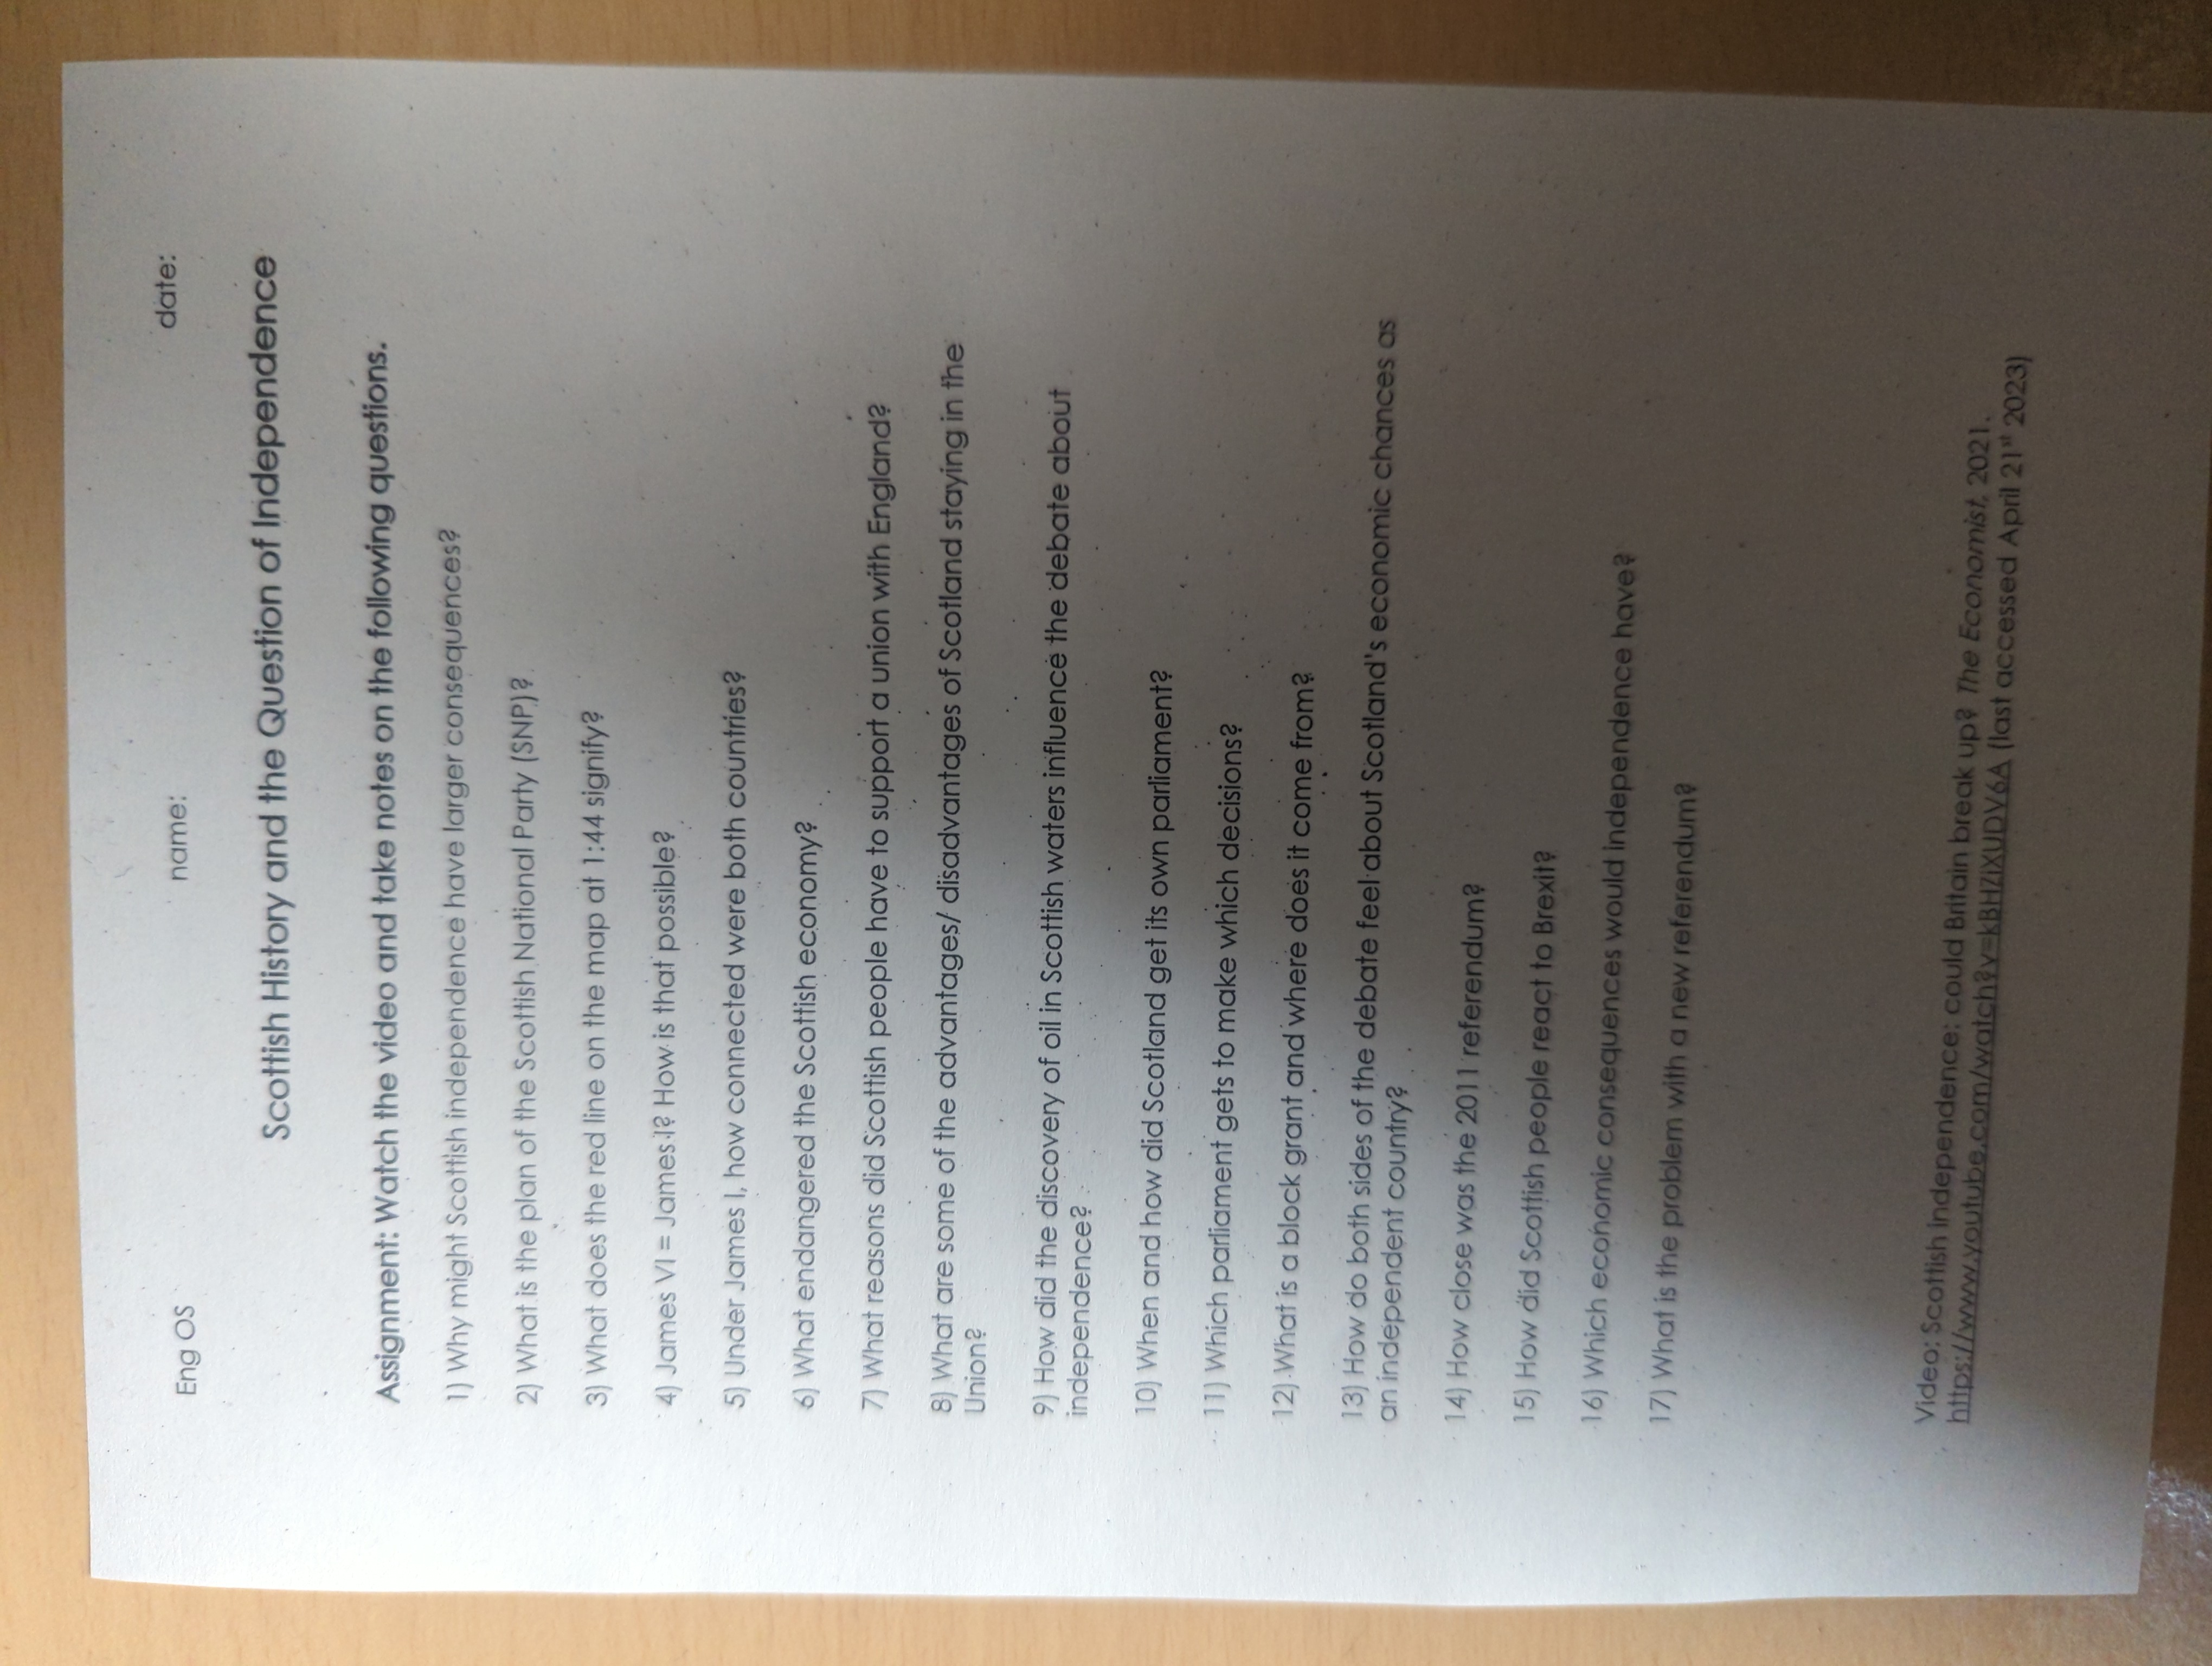 Eng OS name: date:
Scottish History and the Question of Independence
Assignment: Watch the video and take notes on the following questions.
1) Why might Scottish independence have larger consequences?
2) What is the plan of the Scottish National Party (SNP)?
3) What does the red line on the map at 1:44 signify?
4) James VI = James I? How is that possible?
5) Under James I, how connected were both countries?
6) What endangered the Scottish economy?
7) What reasons did Scottish people have to support a union with England?
8) What are some of the advantages/ disadvantages of Scotland staying in the
Union?
9) How did the discovery of oil in Scottish waters influence the debate about
independence?
10) When and how did Scotland get its own parliament?
11) Which parliament gets to make which decisions?
12) What is a block grant and where does it come from?
13) How do both sides of the debate feel about Scotland's economic chances as
an independent country?
14) How close was the 2011 referendum?
15) How did Scottish people react to Brexit?
16) Which economic consequences would independence have?
17) What is the problem with a new referendum?
Video: Scottish independence: could Britain break up? The Economist, 2021.
https://www.youtube.com/watch?v=kBHZiXUDV6A (last accessed April 21st 2023)